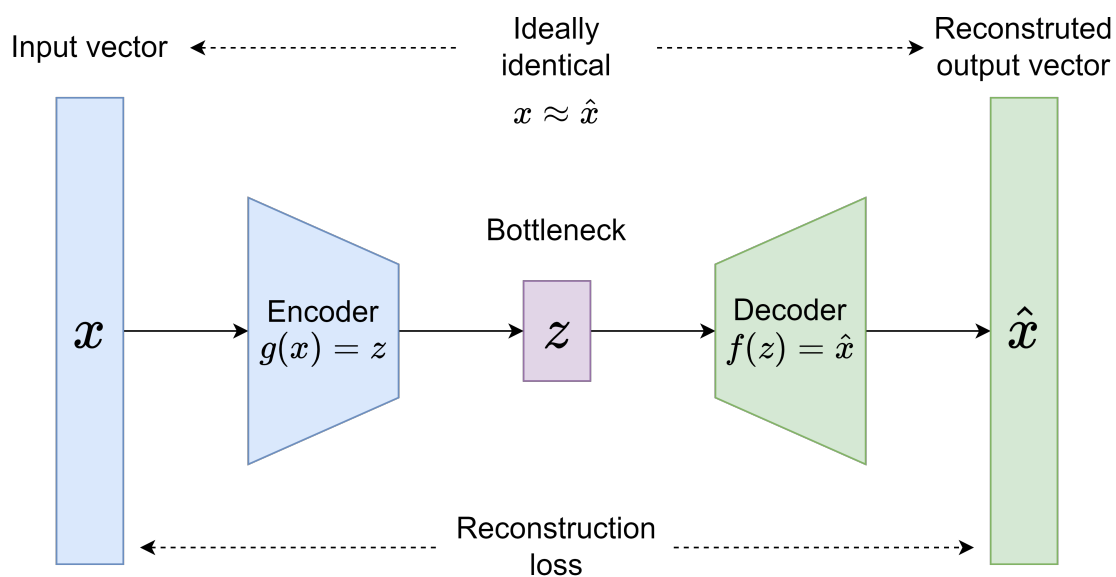 Input vector
Ideally
identical
x ≈ x̂
Reconstruted
output vector
x
Encoder
g(x) = z
Bottleneck
z
Decoder
f(z) = x̂
x̂
Reconstruction
loss